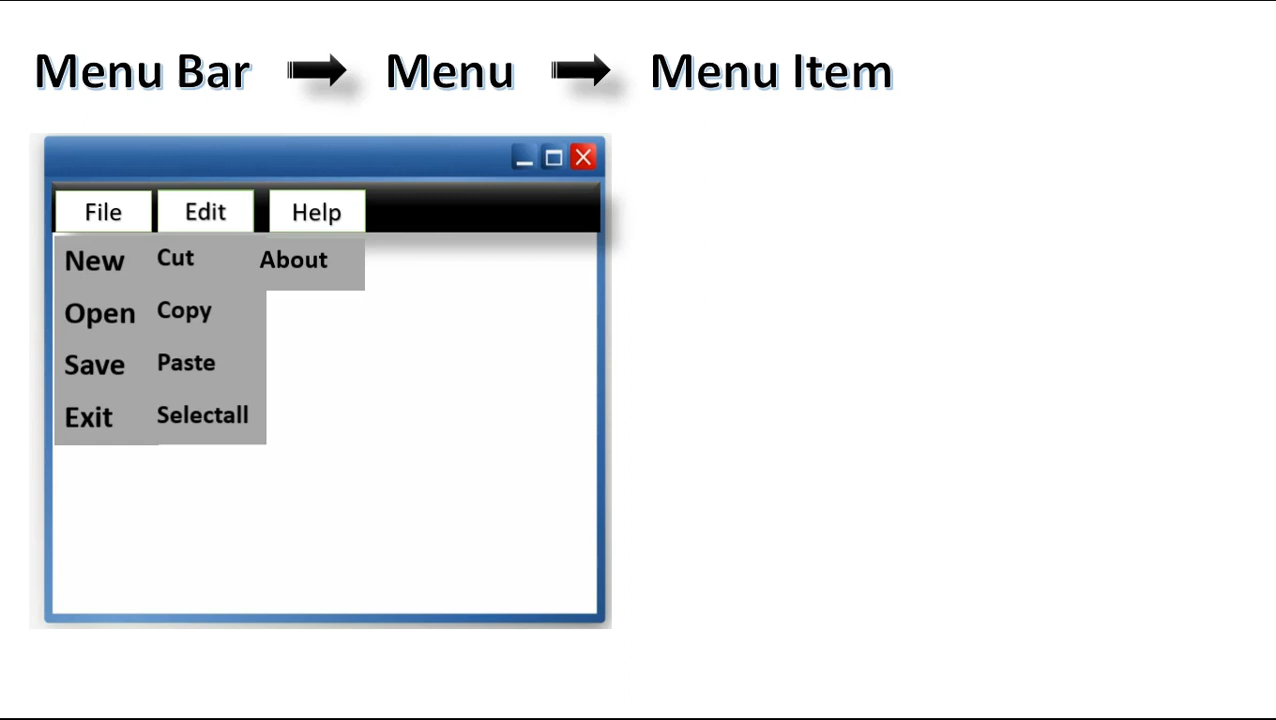 Menu Bar Menu Menu Item
File Edit Help
New Cut About
Open Copy
Save Paste
Exit Selectall